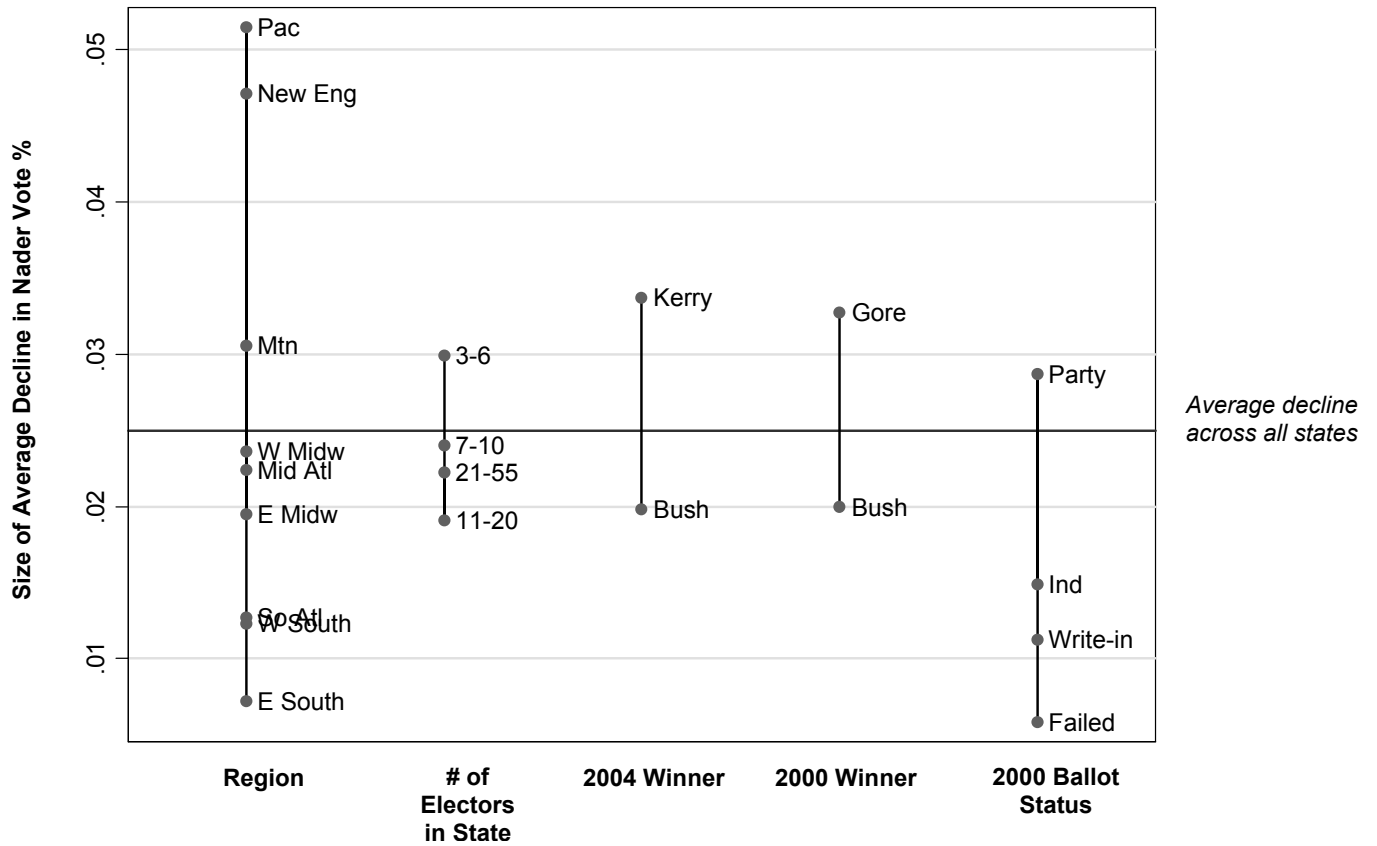 Size of Average Decline in Nader Vote %
.05
.04
.03
.02
.01
Pac
New Eng
Mtn
W Midw
Mid Atl
E Midw
So Atl
W South
E South
3-6
7-10
21-55
11-20
Kerry
Bush
Gore
Bush
Party
Ind
Write-in
Failed
Average decline
across all states
Region
# of
Electors
in State
2004 Winner
2000 Winner
2000 Ballot
Status